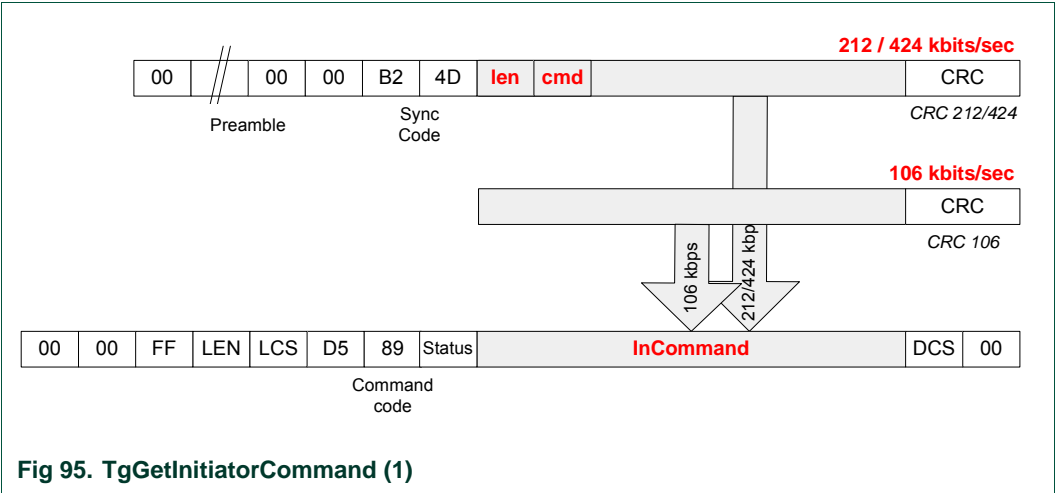 212 / 424 kbits/sec
00 00 00 B2 4D len cmd CRC
Preamble
Sync
Code
CRC 212/424
106 kbits/sec
CRC
CRC 106
106 kbps
212/424 kbp
00 00 FF LEN LCS D5 89 Status InCommand DCS 00
Command
code
Fig 95. TgGetInitiatorCommand (1)